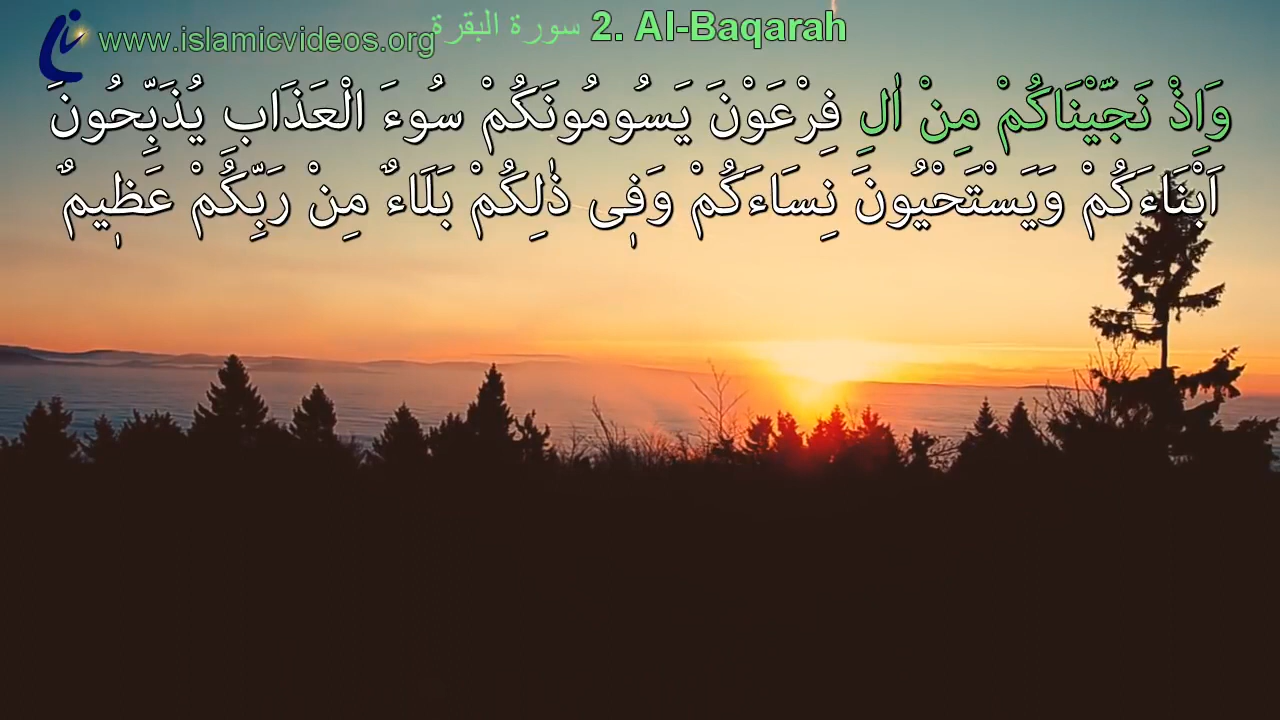 www.islamicvideos.org
سورة البقرة 2. Al-Baqarah
وَاِذْ نَجَّيْنَاكُمْ مِنْ اٰلِ فِرْعَوْنَ يَسُومُونَكُمْ سُوءَ الْعَذَابِ يُذَبِّحُونَ
اَبْنَاءَكُمْ وَيَسْتَحْيُونَ نِسَاءَكُمْ وَفٖى ذٰلِكُمْ بَلَاءٌ مِنْ رَبِّكُمْ عَظٖيمٌ